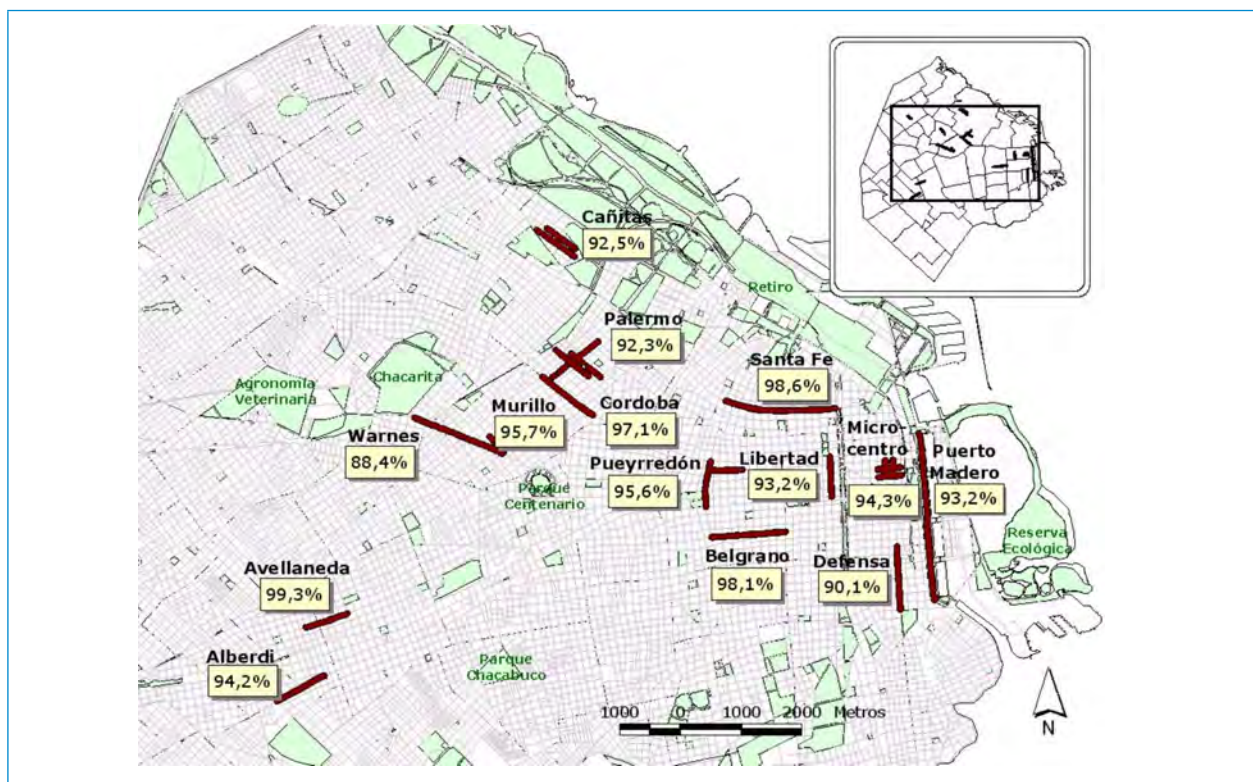 Cañitas
92,5%
Retiro
Palermo
92,3%
Santa Fe
98,6%
Agronomía
Veterinaria
Chacarita
Murillo
95,7%
Cordoba
97,1%
Warnes
88,4%
Micro-
centro
94,3%
Puerto
Madero
93,2%
Pueyrredón
95,6%
Libertad
93,2%
Parque
Centenario
Reserva
Ecológica
Belgrano
98,1%
Defensa
90,1%
Avellaneda
99,3%
Alberdi
94,2%
Parque
Chacabuco
1000 0 1000 2000 Metros
N